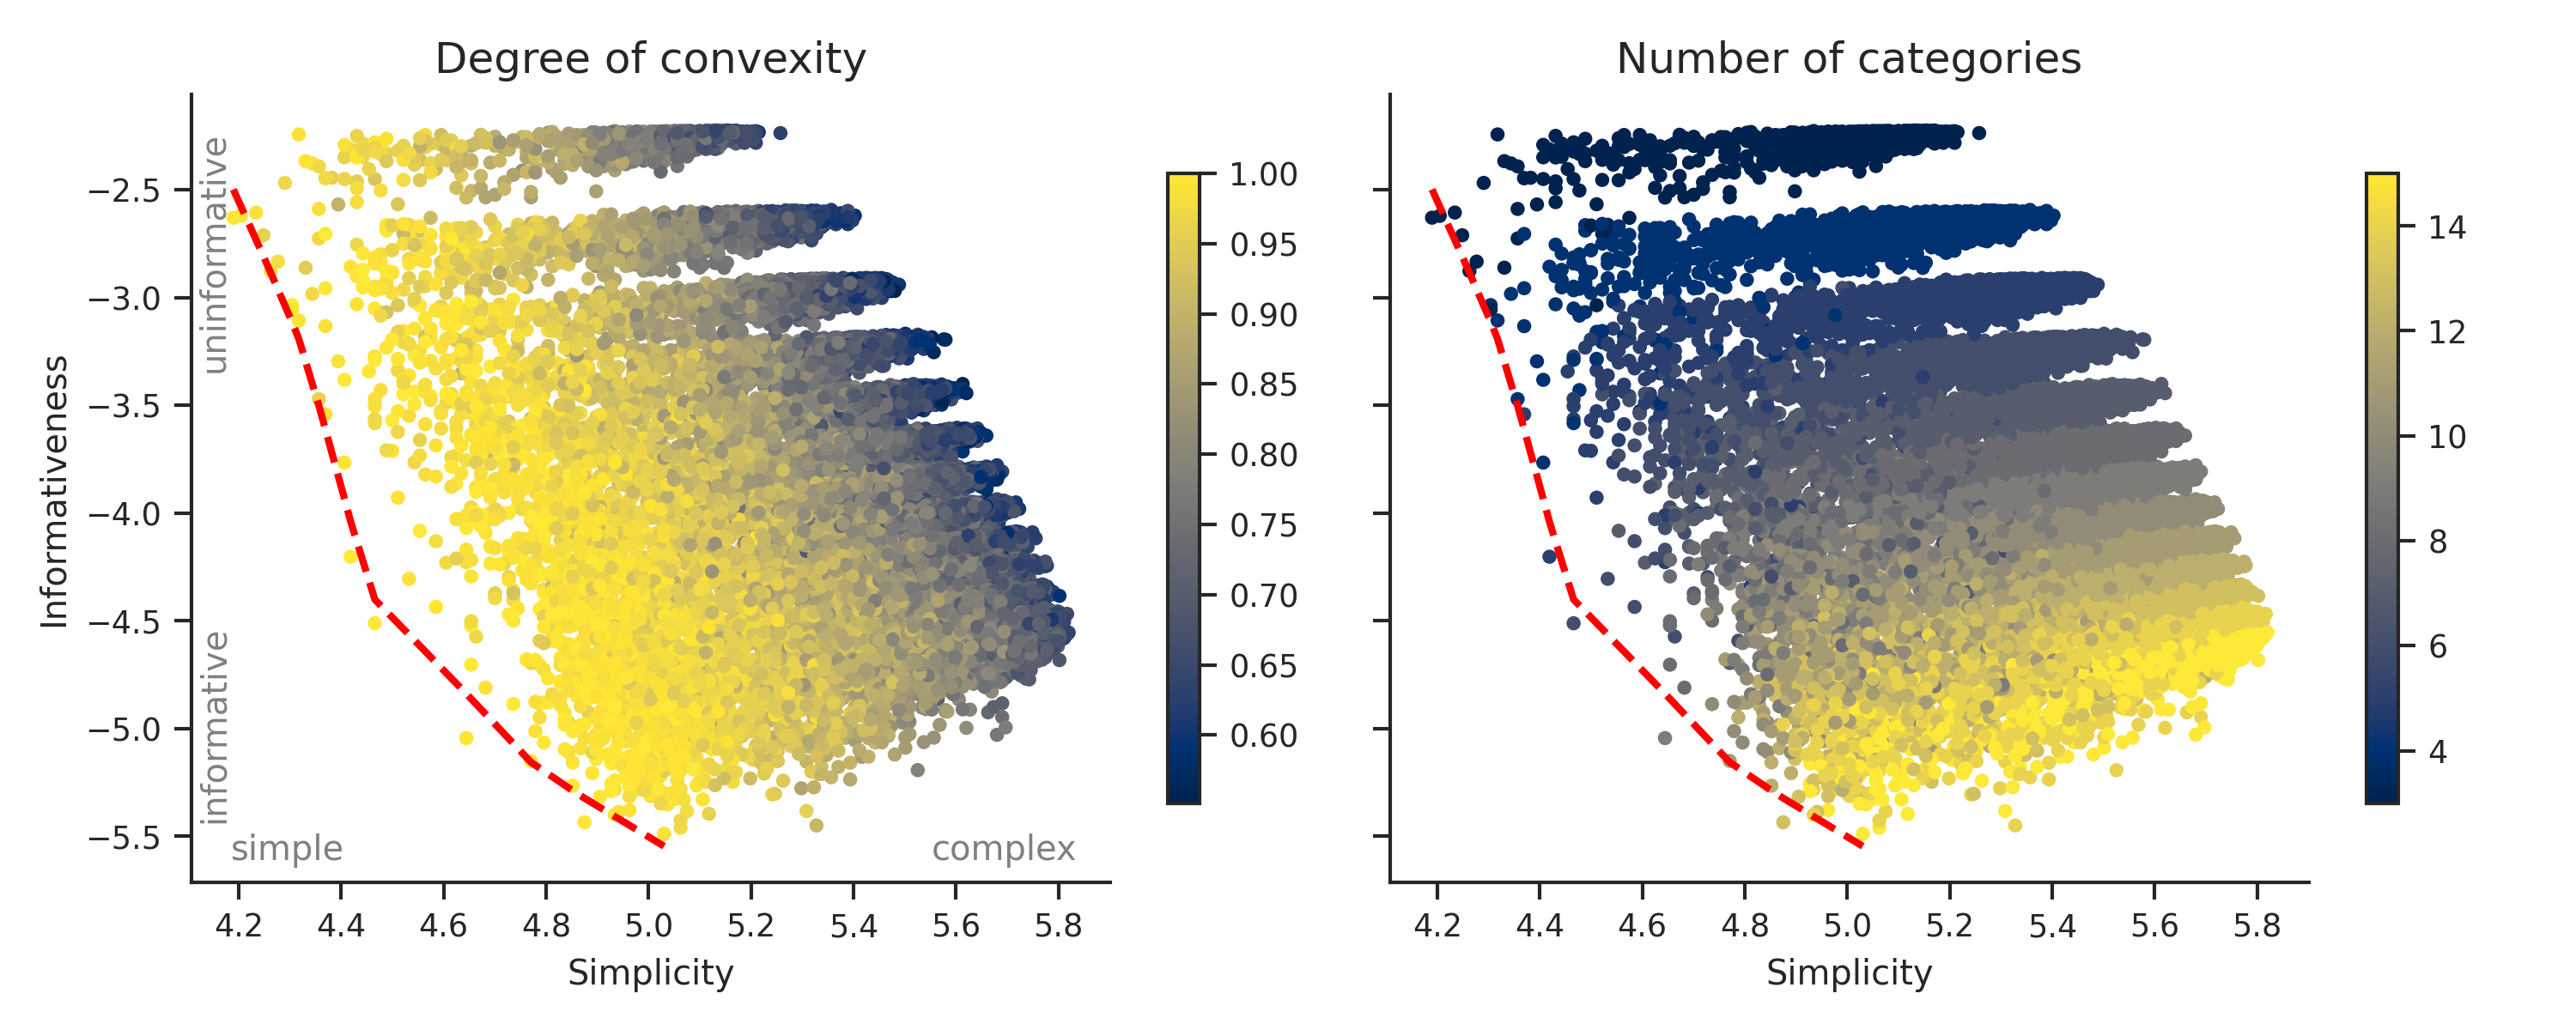 Degree of convexity
Informativeness
−2.5
−3.0
−3.5
−4.0
−4.5
−5.0
−5.5
uninformative
informative
simple
complex
4.2 4.4 4.6 4.8 5.0 5.2 5.4 5.6 5.8
Simplicity
1.00
0.95
0.90
0.85
0.80
0.75
0.70
0.65
0.60
Number of categories
4.2 4.4 4.6 4.8 5.0 5.2 5.4 5.6 5.8
Simplicity
14
12
10
8
6
4